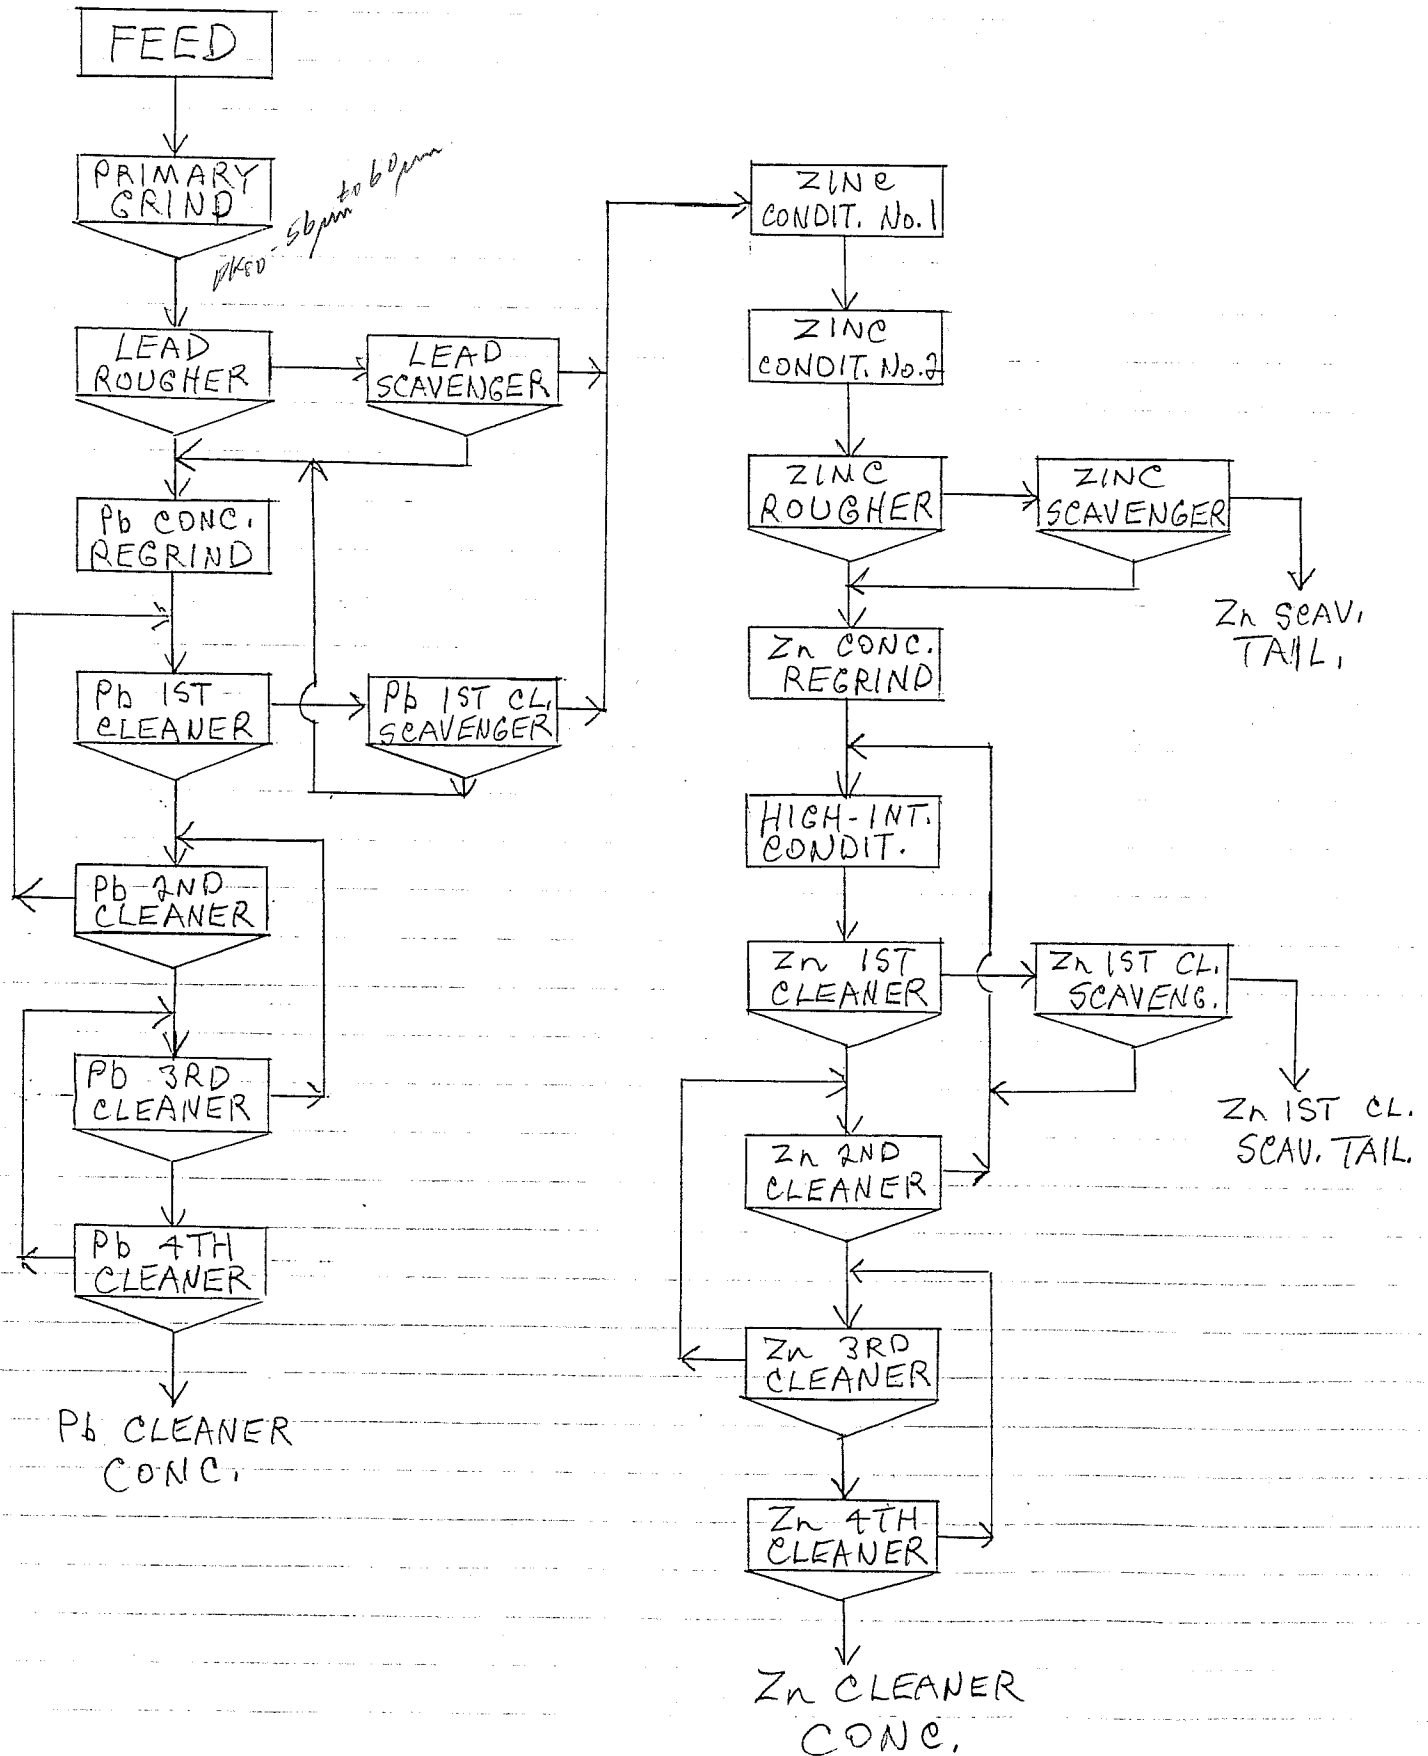 FEED
PRIMARY
GRIND
56µm to 60µm
LEAD
ROUGHER
LEAD
SCAVENGER
Pb CONC.
REGRIND
Pb 1ST
CLEANER
Pb 1ST CL.
SCAVENGER
Pb 2ND
CLEANER
Pb 3RD
CLEANER
Pb 4TH
CLEANER
Pb CLEANER
CONC.
ZINC
CONDIT. No.1
ZINC
CONDIT. No.2
ZINC
ROUGHER
ZINC
SCAVENGER
Zn SCAV.
TAIL.
Zn CONC.
REGRIND
HIGH-INT.
CONDIT.
Zn 1ST
CLEANER
Zn 1ST CL.
SCAVENG.
Zn 1ST CL.
SCAV. TAIL.
Zn 2ND
CLEANER
Zn 3RD
CLEANER
Zn 4TH
CLEANER
Zn CLEANER
CONC.